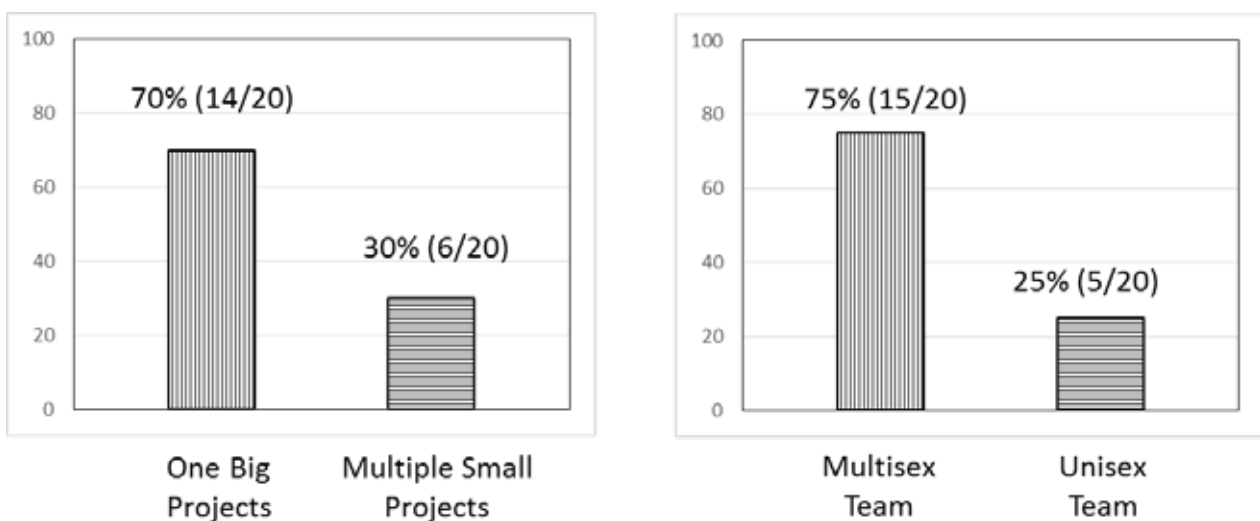 100
70% (14/20)
80
60
30% (6/20)
40
20
0
One Big
Projects
Multiple Small
Projects
100
75% (15/20)
80
60
40
25% (5/20)
20
0
Multisex
Team
Unisex
Team